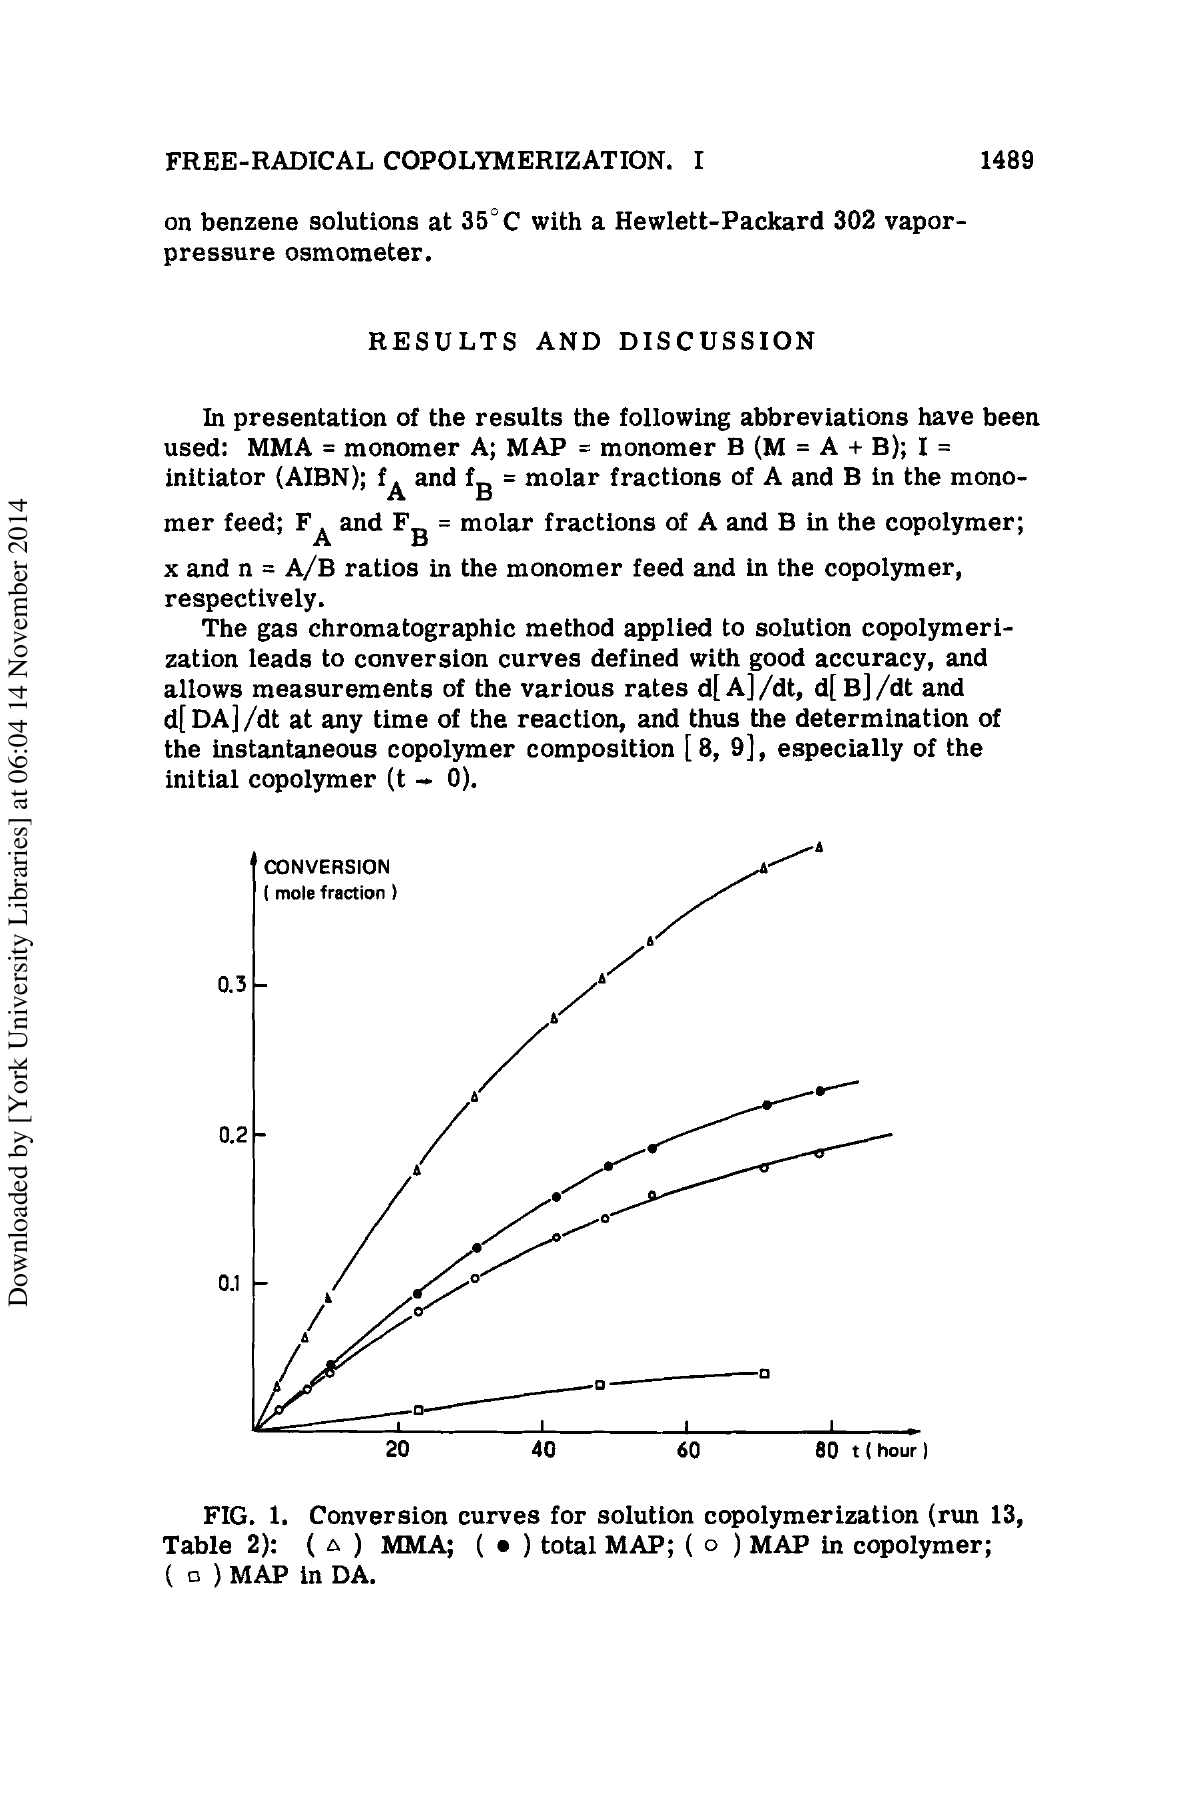 FREE-RADICAL COPOLYMERIZATION. I 1489
on benzene solutions at 35°C with a Hewlett-Packard 302 vapor-
pressure osmometer.
RESULTS AND DISCUSSION
In presentation of the results the following abbreviations have been
used: MMA = monomer A; MAP = monomer B (M = A + B); I =
initiator (AIBN); f_A and f_B = molar fractions of A and B in the mono-
mer feed; F_A and F_B = molar fractions of A and B in the copolymer;
x and n = A/B ratios in the monomer feed and in the copolymer,
respectively.
The gas chromatographic method applied to solution copolymeri-
zation leads to conversion curves defined with good accuracy, and
allows measurements of the various rates d[A]/dt, d[B]/dt and
d[DA]/dt at any time of the reaction, and thus the determination of
the instantaneous copolymer composition [8, 9], especially of the
initial copolymer (t → 0).
CONVERSION
( mole fraction )
0.3
0.2
0.1
20 40 60 80 t ( hour )
FIG. 1. Conversion curves for solution copolymerization (run 13,
Table 2): ( △ ) MMA; ( ● ) total MAP; ( ○ ) MAP in copolymer;
( □ ) MAP in DA.
Downloaded by [York University Libraries] at 06:04 14 November 2014